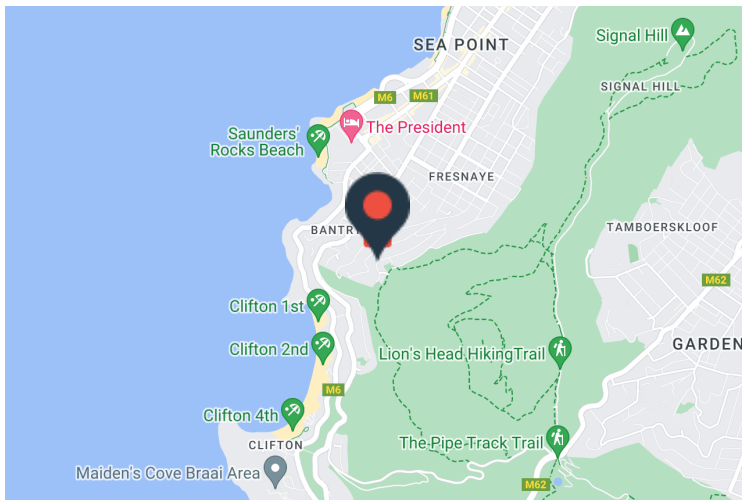 SEA POINT
Signal Hill
SIGNAL HILL
M6
M61
The President
Saunders'
Rocks Beach
FRESNAYE
BANTRY
TAMBOERSKLOOF
M62
Clifton 1st
Clifton 2nd
Lion's Head HikingTrail
GARDEN
M6
Clifton 4th
CLIFTON
The Pipe Track Trail
Maiden's Cove Braai Area
M62